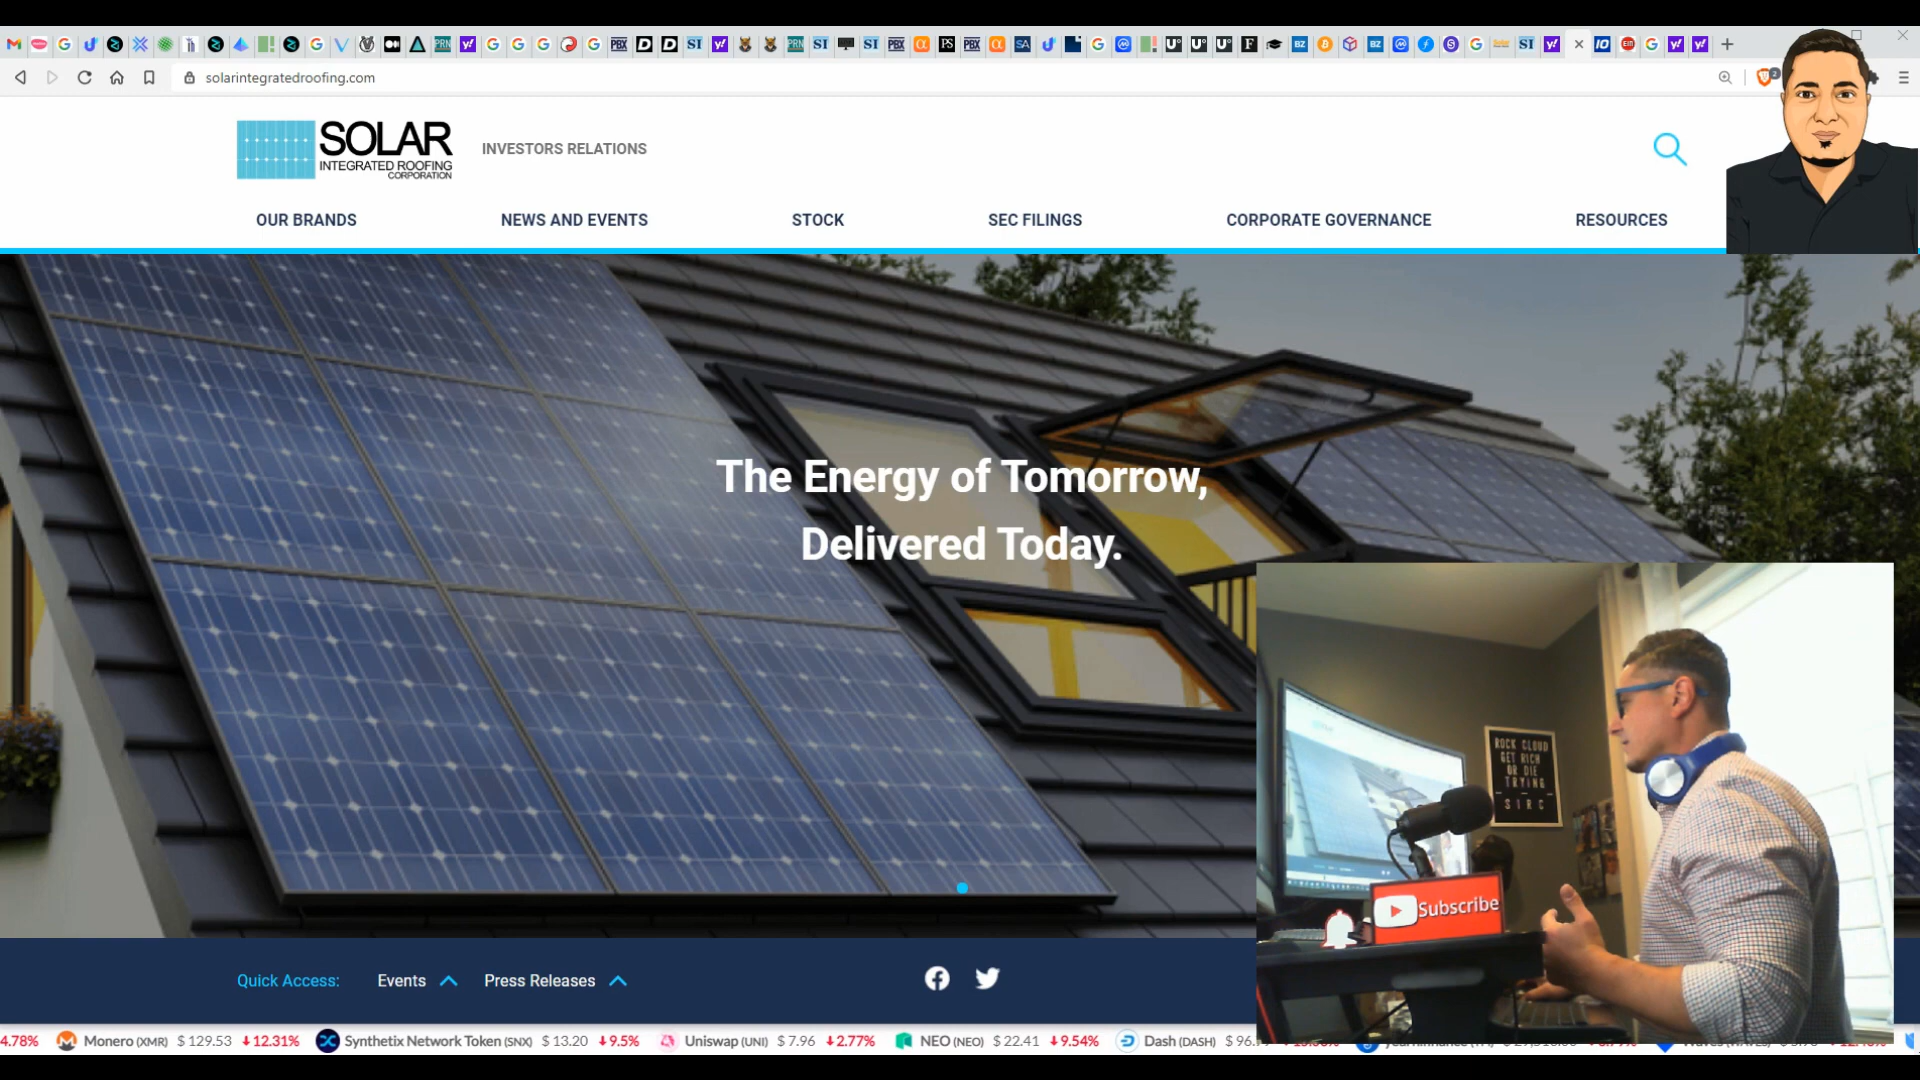 solarintegratedroofing.com
2
SOLAR
INTEGRATED ROOFING
CORPORATION
INVESTORS RELATIONS
OUR BRANDS NEWS AND EVENTS STOCK SEC FILINGS CORPORATE GOVERNANCE RESOURCES
The Energy of Tomorrow,
Delivered Today.
ROCK CLOUD
GET RICH
OR DIE
TRYING
SIRC
Subscribe
Quick Access: Events Press Releases
4.78% Monero (XMR) $ 129.53 12.31% Synthetix Network Token (SNX) $ 13.20 9.5% Uniswap (UNI) $ 7.96 2.77% NEO (NEO) $ 22.41 9.54% Dash (DASH) $ 96.